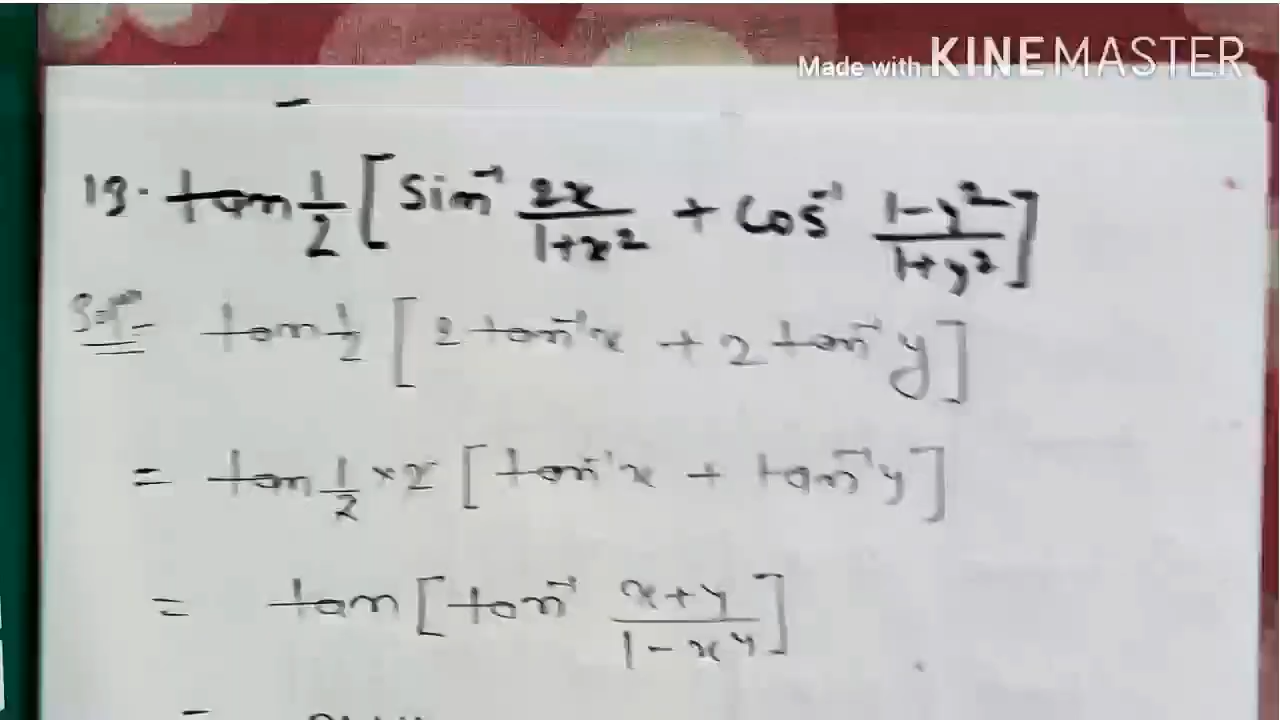 Made with KINEMASTER
13. tan 1/2 [ Sin⁻¹ 2x/1+x² + Cos⁻¹ 1-y²/1+y² ]
tan 1/2 [ 2 tan⁻¹x + 2 tan⁻¹y ]
= tan 1/2 × 2 [ tan⁻¹x + tan⁻¹y ]
= tan [ tan⁻¹ x+y/1-xy ]